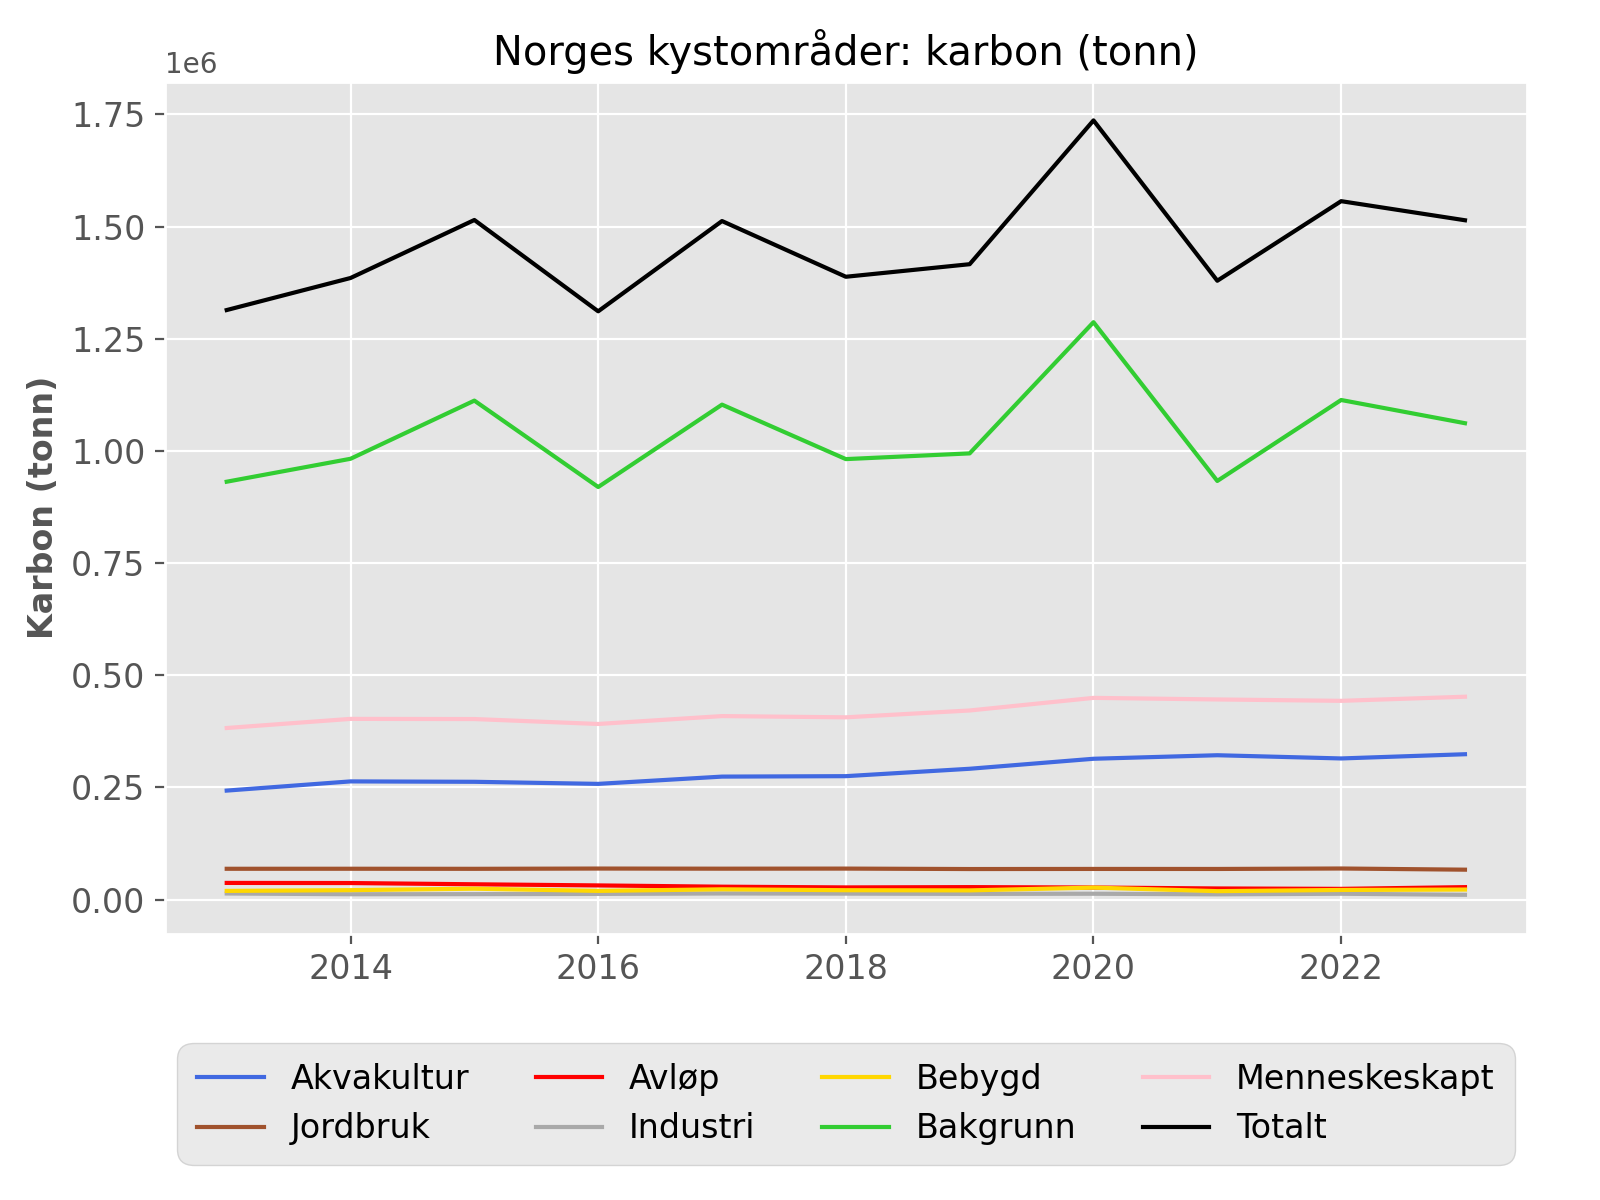 Norges kystområder: karbon (tonn)
1e6
1.75
1.50
1.25
1.00
0.75
0.50
0.25
0.00
Karbon (tonn)
2014 2016 2018 2020 2022
Akvakultur Avløp Bebygd Menneskeskapt
Jordbruk Industri Bakgrunn Totalt